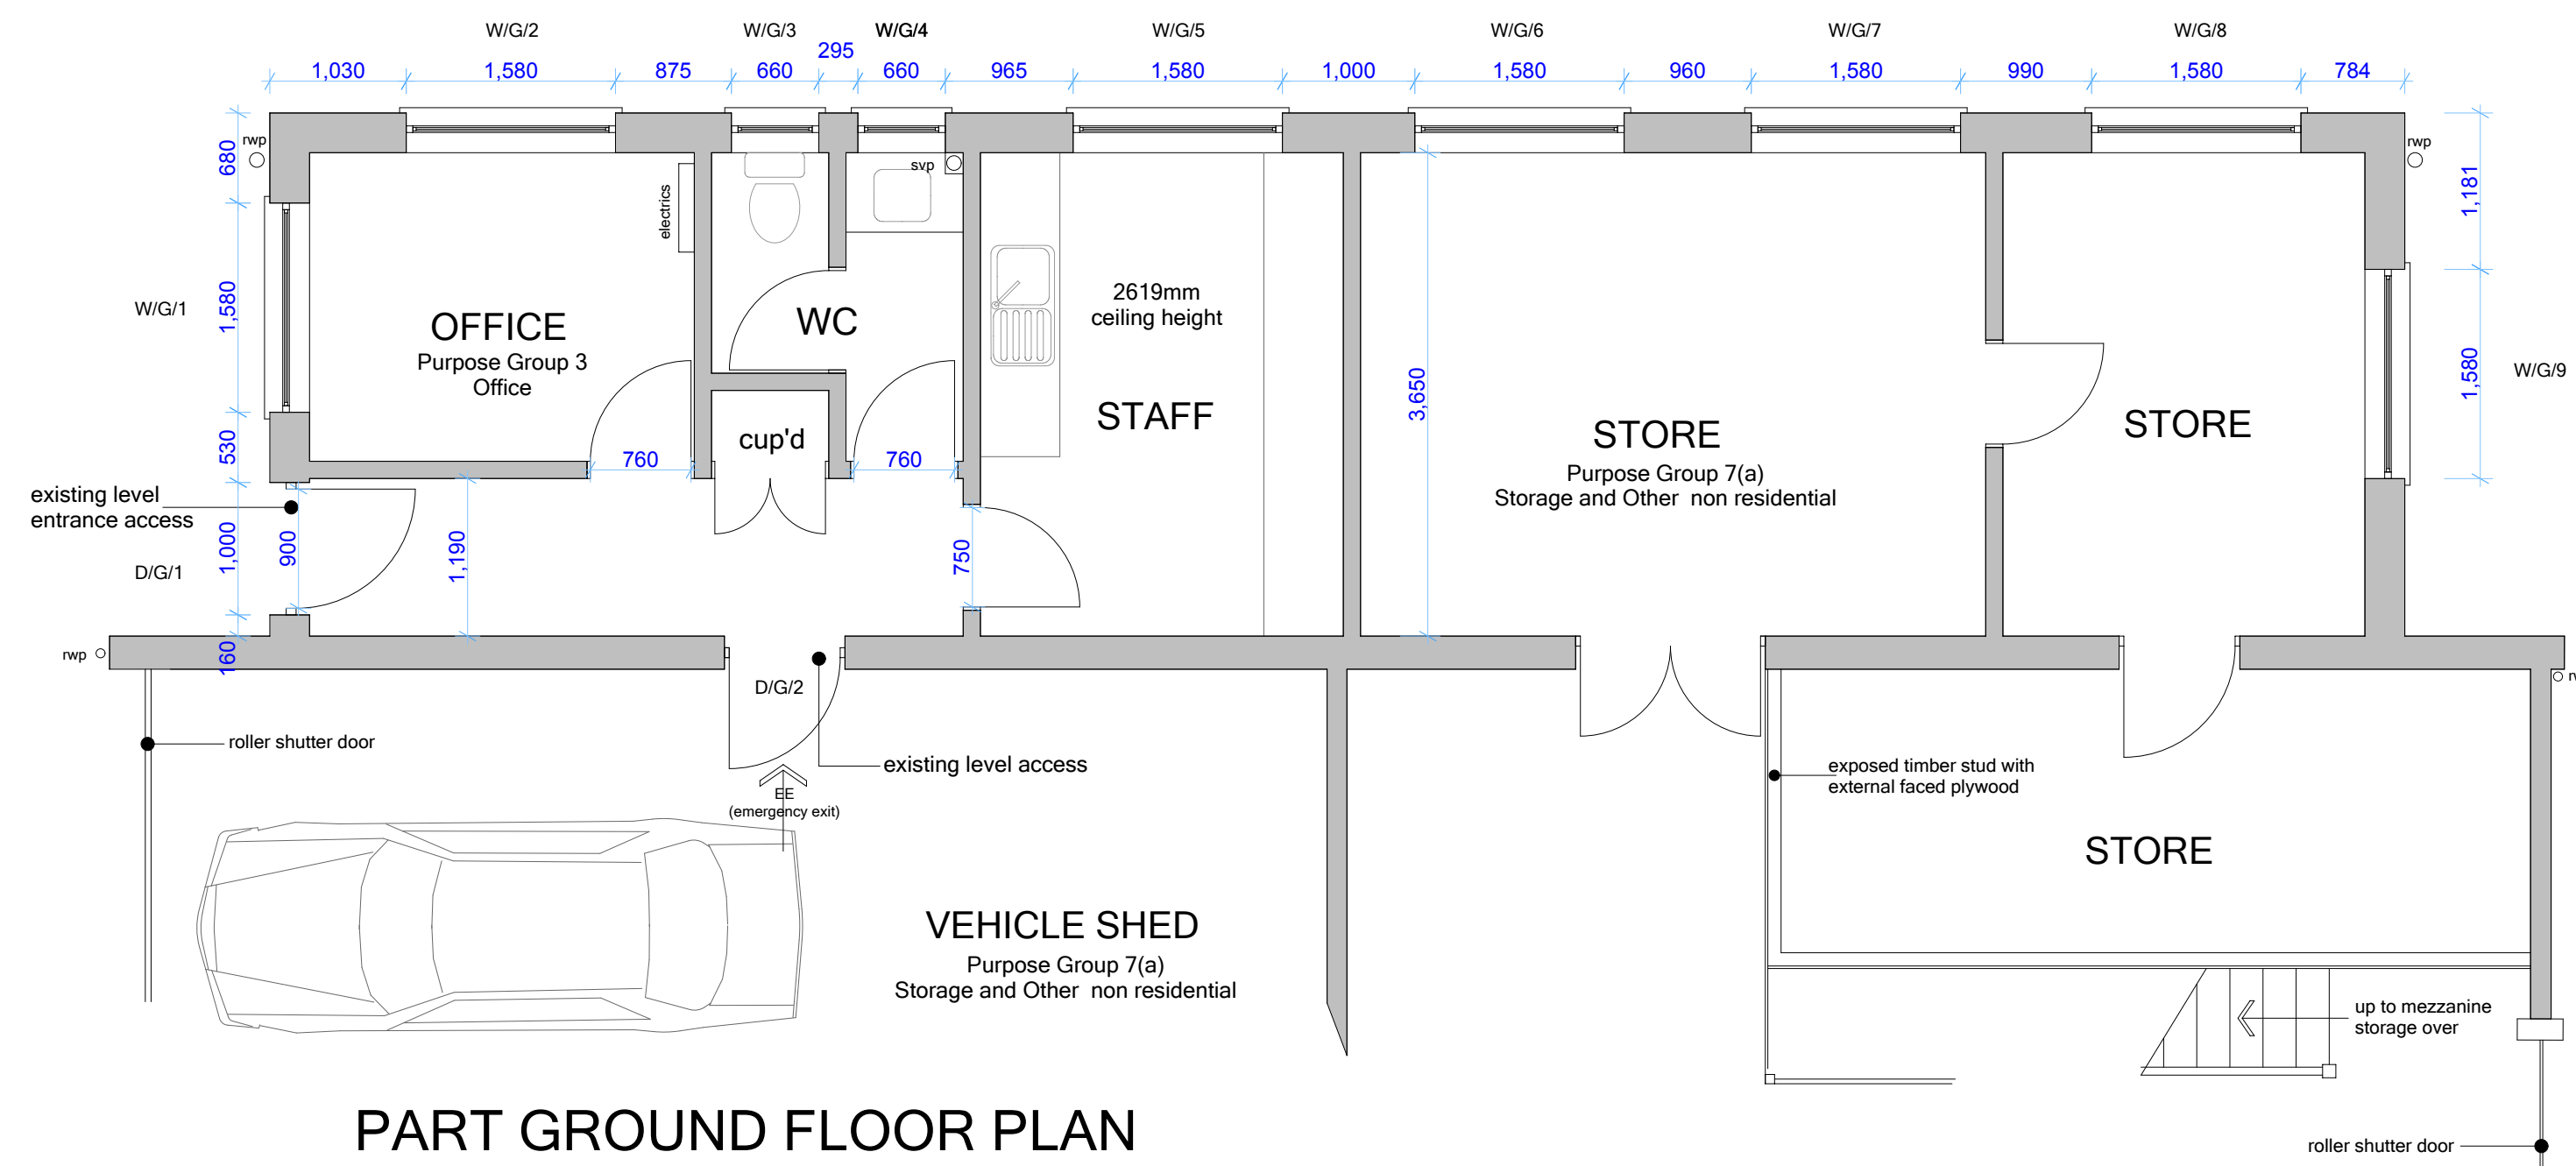 W/G/2
W/G/3
W/G/4
W/G/5
W/G/6
W/G/7
W/G/8
295
1,030
1,580
875
660
660
965
1,580
1,000
1,580
960
1,580
990
1,580
784
rwp
680
svp
electrics
rwp
1,181
W/G/1
1,580
OFFICE
Purpose Group 3
Office
WC
2619mm
ceiling height
STAFF
3,650
STORE
Purpose Group 7(a)
Storage and Other non residential
STORE
1,580
W/G/9
530
760
cup'd
760
existing level
entrance access
1,000
900
1,190
750
D/G/1
rwp
160
D/G/2
roller shutter door
existing level access
EE
(emergency exit)
exposed timber stud with
external faced plywood
STORE
VEHICLE SHED
Purpose Group 7(a)
Storage and Other non residential
up to mezzanine
storage over
PART GROUND FLOOR PLAN
roller shutter door